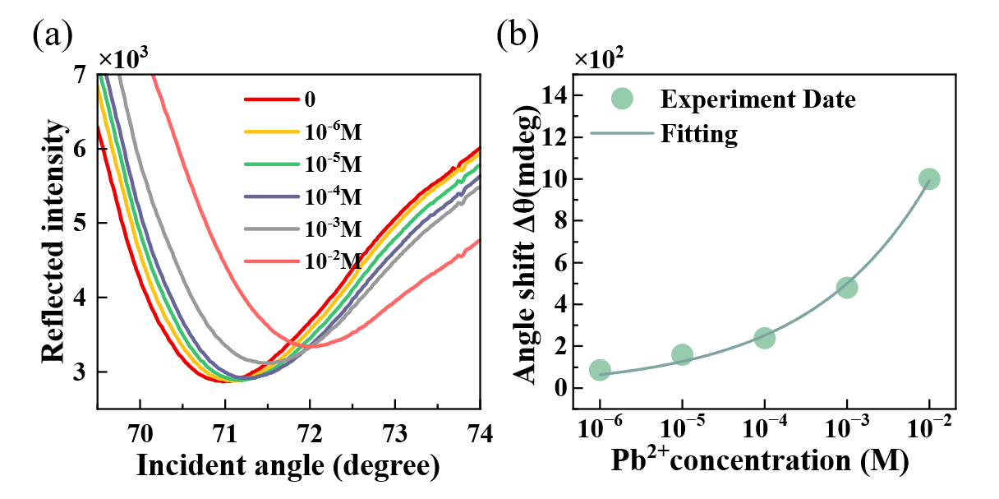 (a)
×10³
7
6
5
4
3
Reflected intensity
0
10⁻⁶M
10⁻⁵M
10⁻⁴M
10⁻³M
10⁻²M
70 71 72 73 74
Incident angle (degree)
(b)
×10²
14
12
10
8
6
4
2
0
Angle shift Δθ(mdeg)
Experiment Date
Fitting
10⁻⁶ 10⁻⁵ 10⁻⁴ 10⁻³ 10⁻²
Pb²⁺concentration (M)